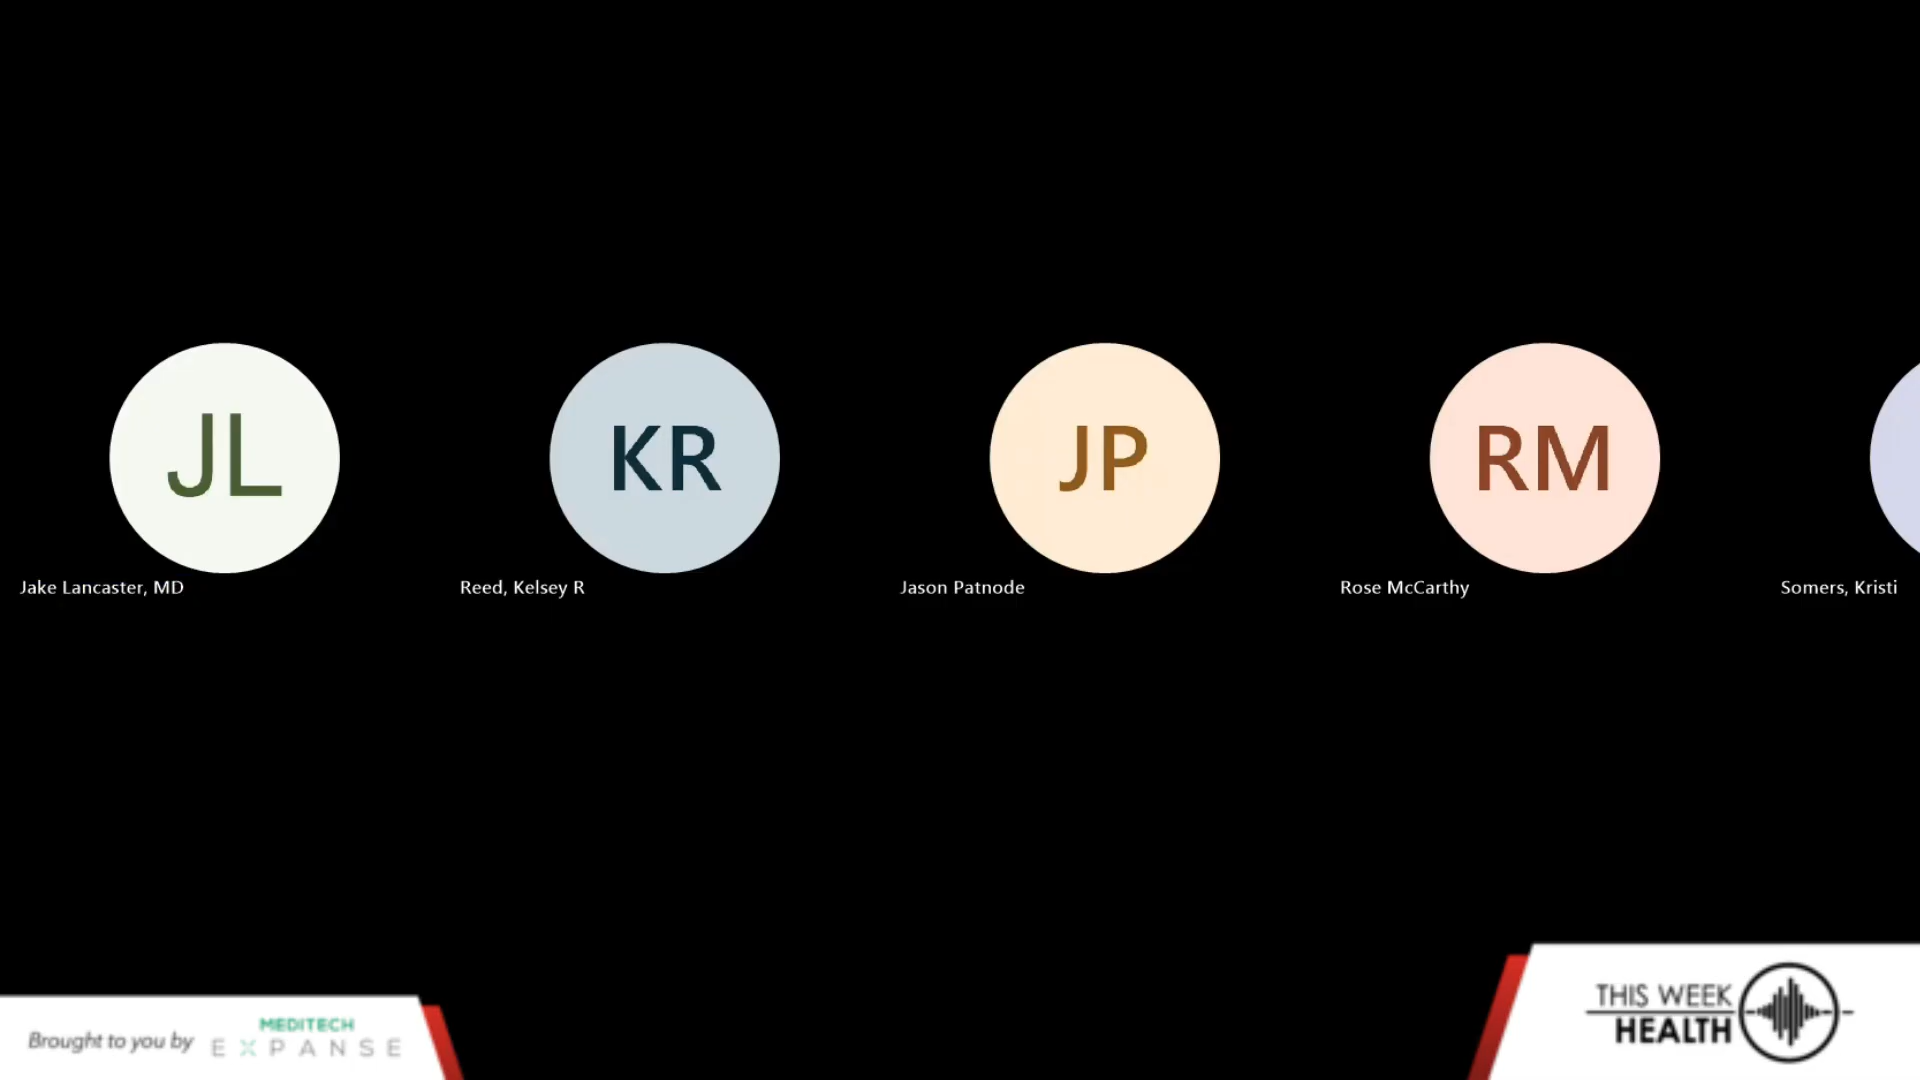 JL
KR
JP
RM
Jake Lancaster, MD
Reed, Kelsey R
Jason Patnode
Rose McCarthy
Somers, Kristi
Brought to you by
MEDITECH
EXPANSE
THIS WEEK
HEALTH